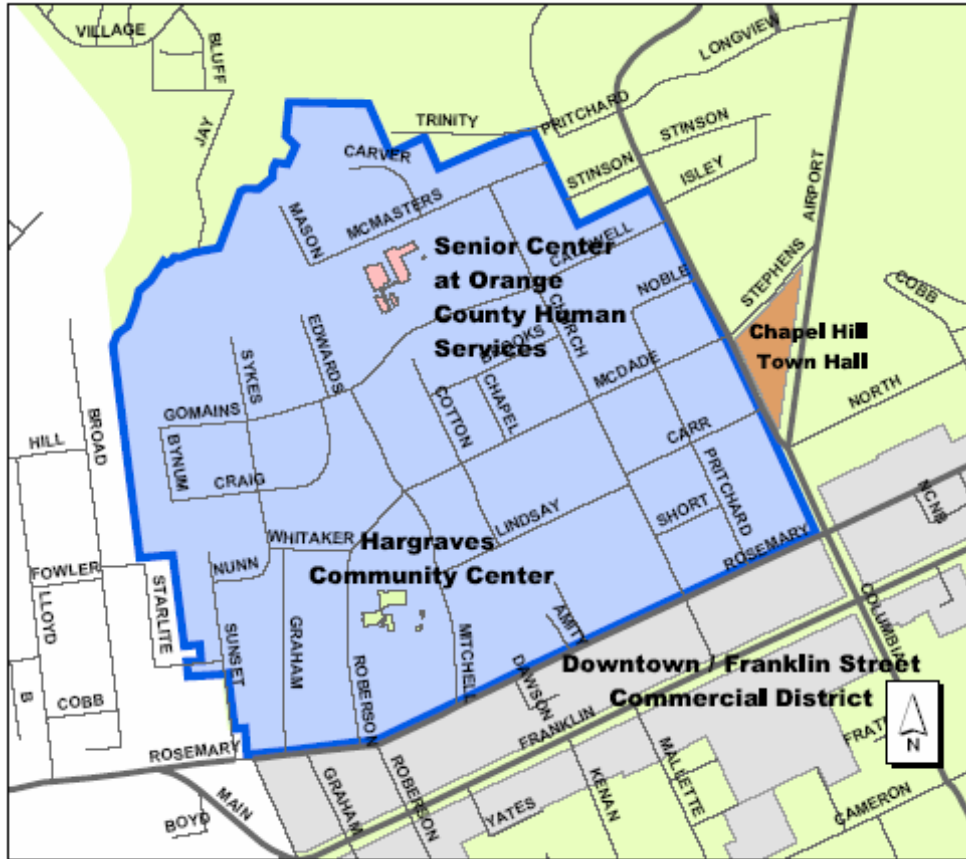 VILLAGE
BLUFF
LONGVIEW
JAY
TRINITY
PRITCHARD
STINSON
CARVER
STINSON
ISLEY
AIRPORT
MASON
MCMASTERS
Senior Center
at Orange
County Human
Services
CALDWELL
NOBLE
STEPHENS
COBB
CHURCH
BROOKS
Chapel Hill
Town Hall
EDWARDS
SYKES
MCDADE
NORTH
GOMAINS
COTTON
CHAPEL
BROAD
HILL
BYNUM
CRAIG
CARR
PRITCHARD
NCNB
LINDSAY
SHORT
WHITAKER
Hargraves
Community Center
ROSEMARY
NUNN
FOWLER
LLOYD
STARLITE
SUNSET
GRAHAM
ROBERSON
MITCHELL
AMITY
COLUMBIA
DAWSON
Downtown / Franklin Street
Commercial District
B
COBB
FRANKLIN
N
ROSEMARY
MAIN
BOYD
GRAHAM
ROBERSON
YATES
KENAN
MALLETTE
CAMERON